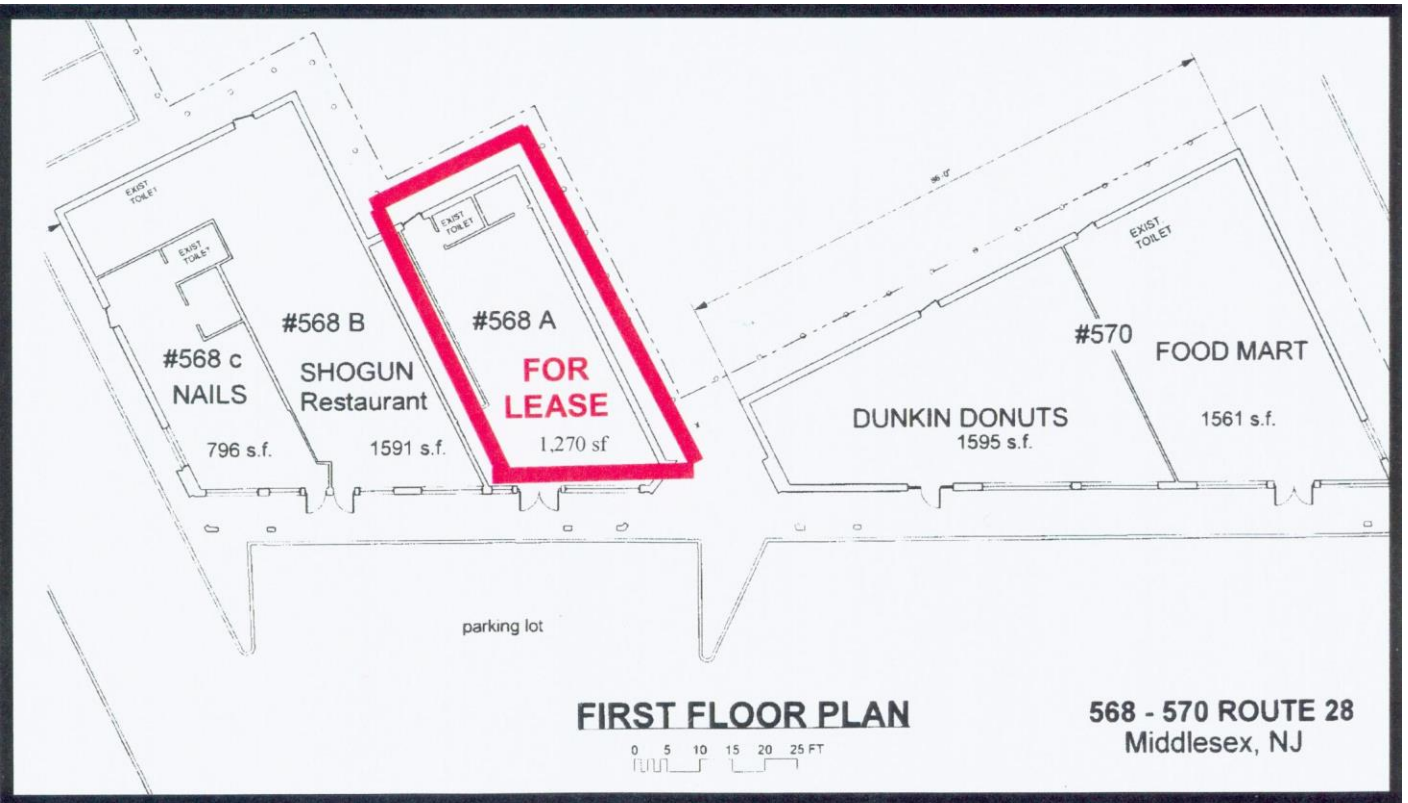 EXIST
TOILET
EXIST
TOILET
#568 c
NAILS
796 s.f.
#568 B
SHOGUN
Restaurant
1591 s.f.
EXIST
TOILET
#568 A
FOR
LEASE
1,270 sf
DUNKIN DONUTS
1595 s.f.
#570
EXIST.
TOILET
FOOD MART
1561 s.f.
parking lot
FIRST FLOOR PLAN
0 5 10 15 20 25 FT
568 - 570 ROUTE 28
Middlesex, NJ